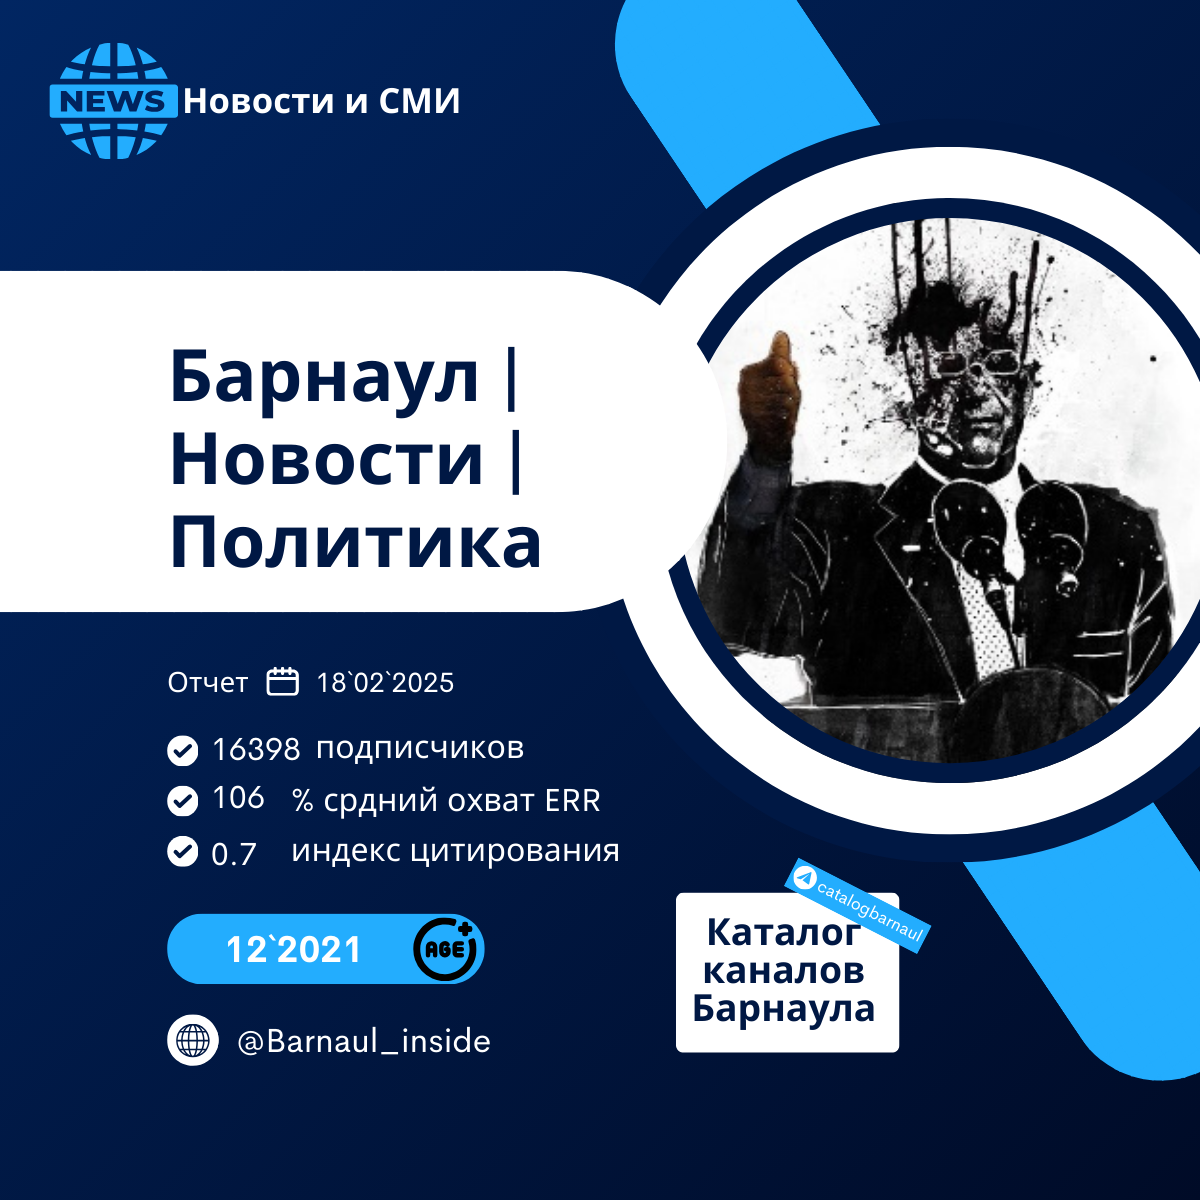 NEWS Новости и СМИ
Барнаул |
Новости |
Политика
Отчет 18`02`2025
16398 подписчиков
106 % срдний охват ERR
0.7 индекс цитирования
12`2021 AGE+
@Barnaul_inside
catalogbarnaul
Каталог
каналов
Барнаула